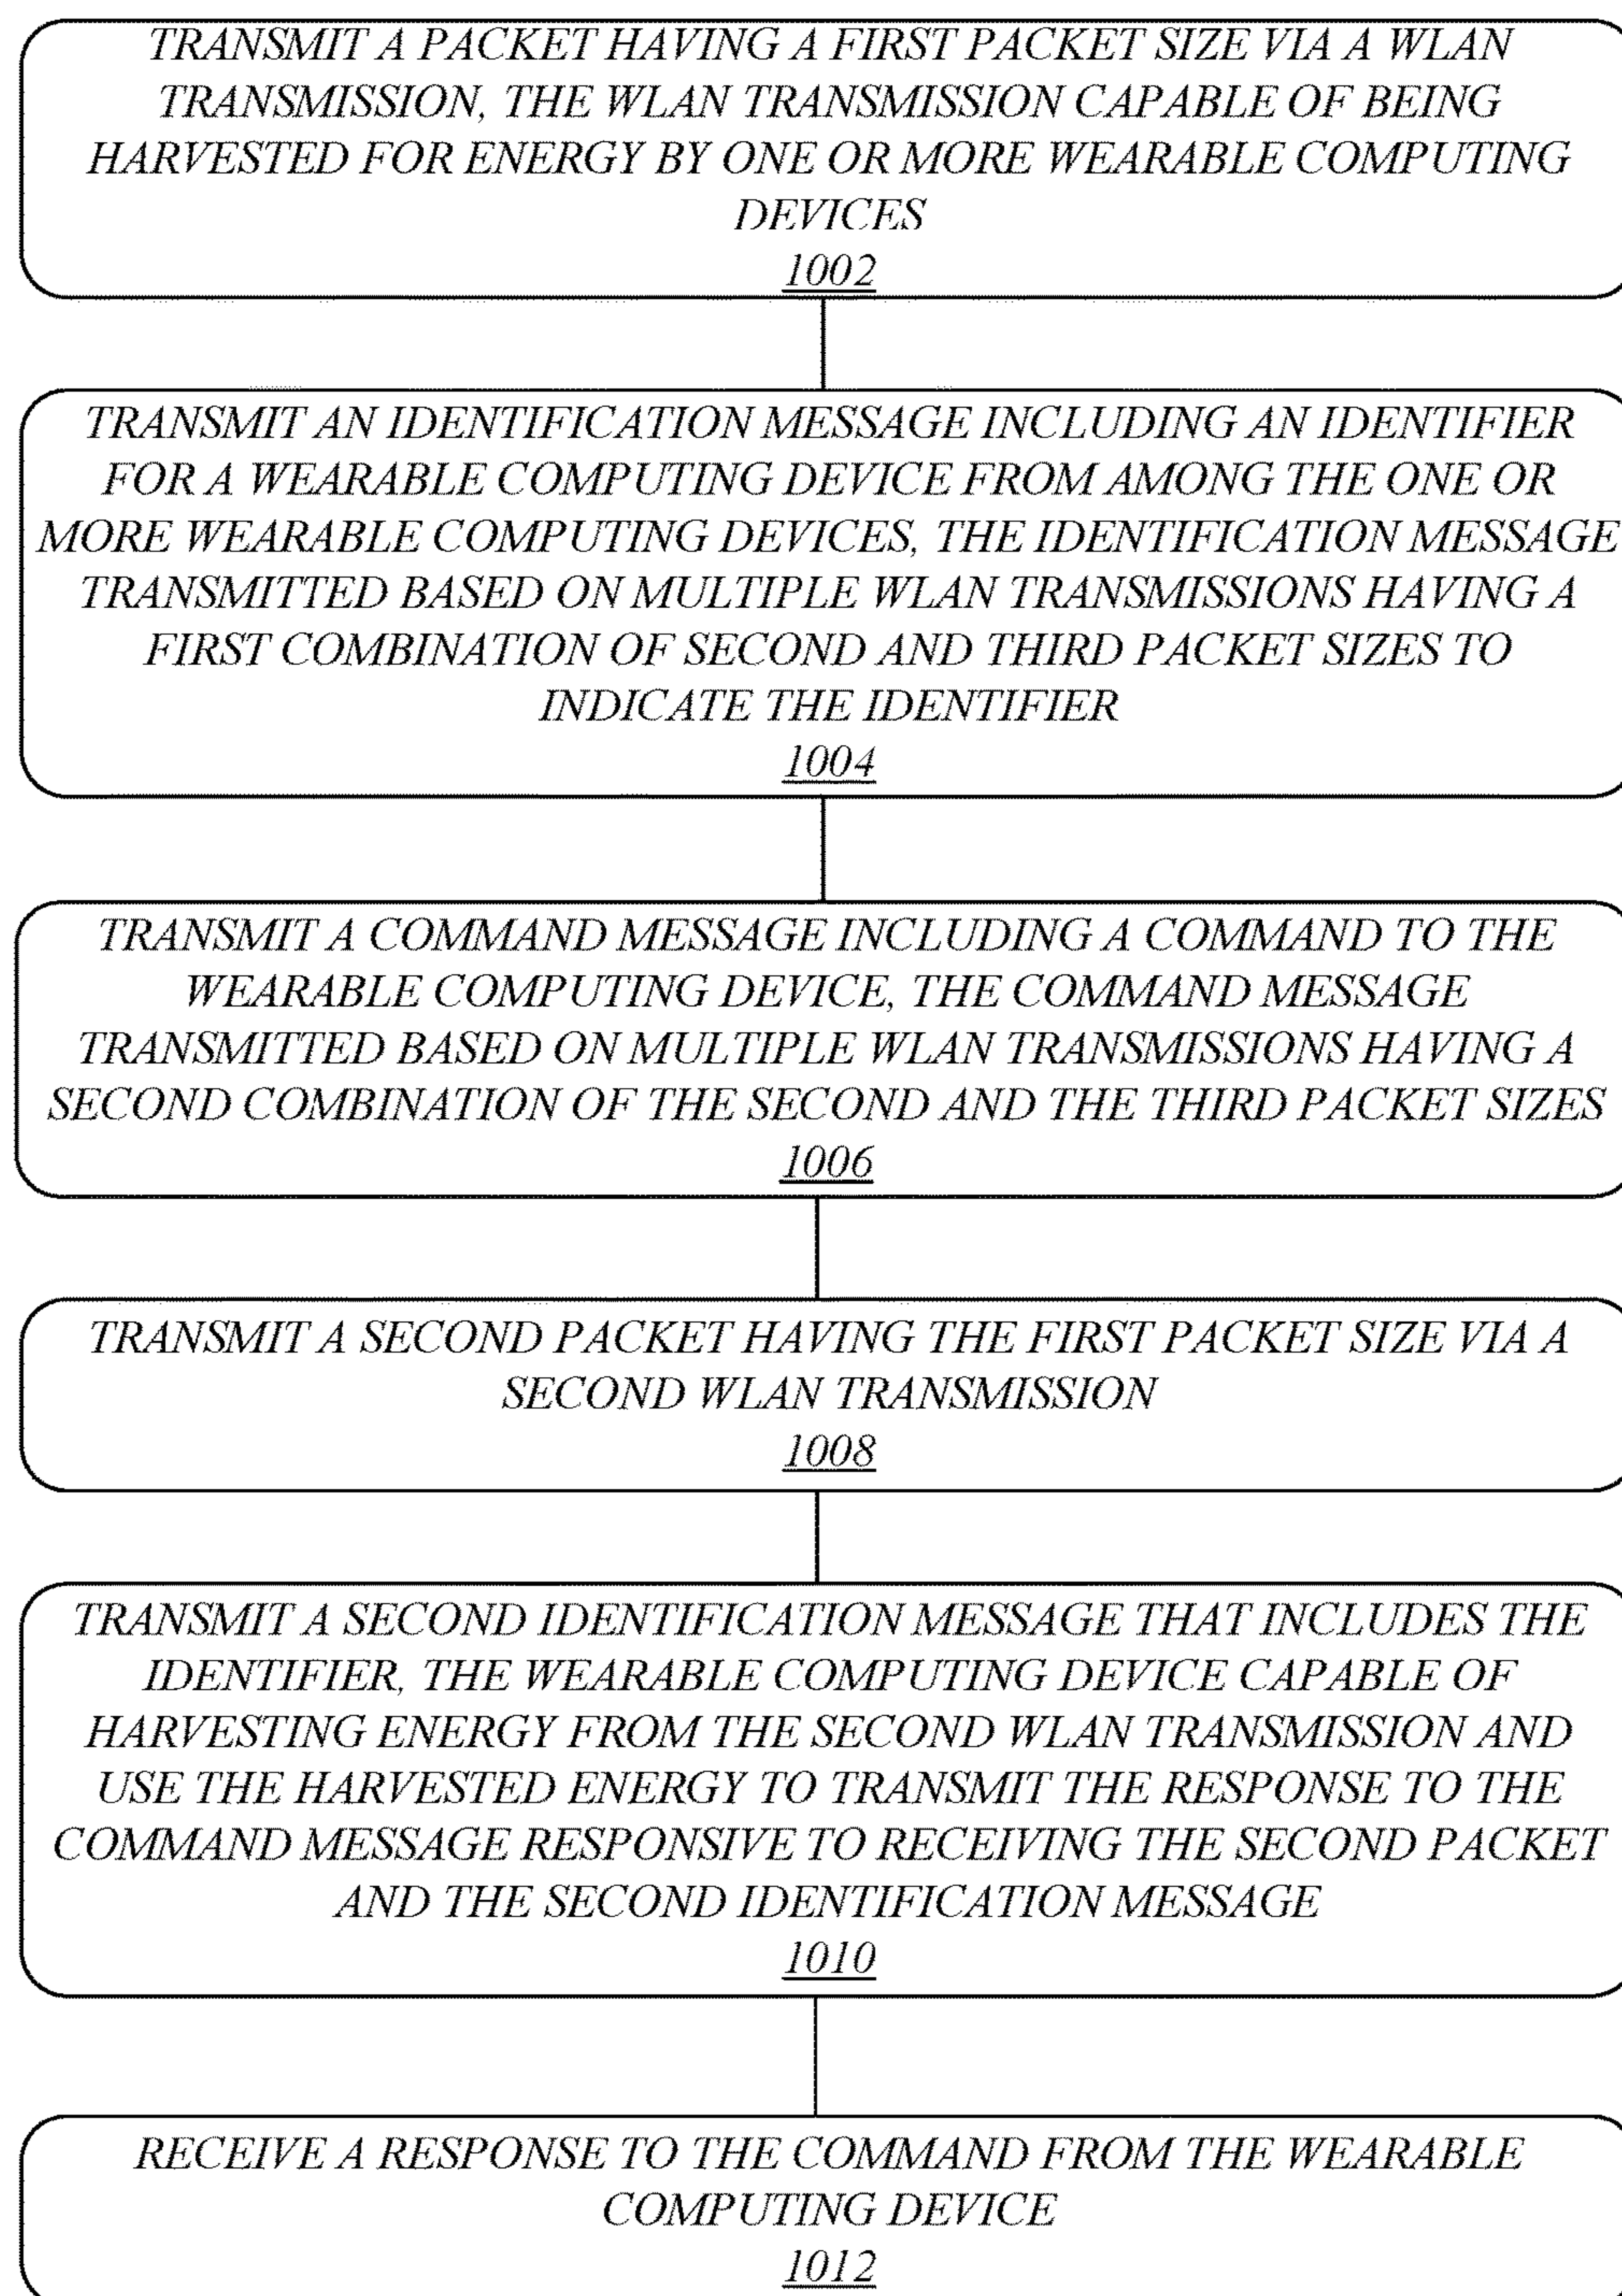 TRANSMIT A PACKET HAVING A FIRST PACKET SIZE VIA A WLAN
TRANSMISSION, THE WLAN TRANSMISSION CAPABLE OF BEING
HARVESTED FOR ENERGY BY ONE OR MORE WEARABLE COMPUTING
DEVICES
1002
TRANSMIT AN IDENTIFICATION MESSAGE INCLUDING AN IDENTIFIER
FOR A WEARABLE COMPUTING DEVICE FROM AMONG THE ONE OR
MORE WEARABLE COMPUTING DEVICES, THE IDENTIFICATION MESSAGE
TRANSMITTED BASED ON MULTIPLE WLAN TRANSMISSIONS HAVING A
FIRST COMBINATION OF SECOND AND THIRD PACKET SIZES TO
INDICATE THE IDENTIFIER
1004
TRANSMIT A COMMAND MESSAGE INCLUDING A COMMAND TO THE
WEARABLE COMPUTING DEVICE, THE COMMAND MESSAGE
TRANSMITTED BASED ON MULTIPLE WLAN TRANSMISSIONS HAVING A
SECOND COMBINATION OF THE SECOND AND THE THIRD PACKET SIZES
1006
TRANSMIT A SECOND PACKET HAVING THE FIRST PACKET SIZE VIA A
SECOND WLAN TRANSMISSION
1008
TRANSMIT A SECOND IDENTIFICATION MESSAGE THAT INCLUDES THE
IDENTIFIER, THE WEARABLE COMPUTING DEVICE CAPABLE OF
HARVESTING ENERGY FROM THE SECOND WLAN TRANSMISSION AND
USE THE HARVESTED ENERGY TO TRANSMIT THE RESPONSE TO THE
COMMAND MESSAGE RESPONSIVE TO RECEIVING THE SECOND PACKET
AND THE SECOND IDENTIFICATION MESSAGE
1010
RECEIVE A RESPONSE TO THE COMMAND FROM THE WEARABLE
COMPUTING DEVICE
1012